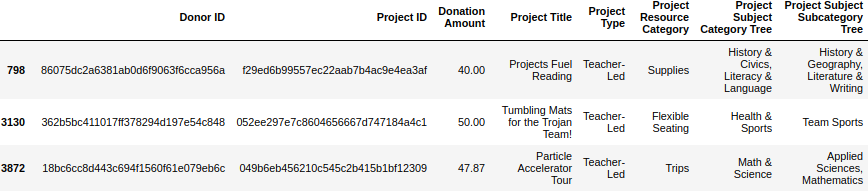 Donor ID Project ID Donation Amount Project Title Project Type Project Resource Category Project Subject Category Tree Project Subject Subcategory Tree
798 86075dc2a6381ab0d6f9063f6cca956a f29ed6b99557ec22aab7b4ac9e4ea3af 40.00 Projects Fuel Reading Teacher-Led Supplies History & Civics, Literacy & Language History & Geography, Literature & Writing
3130 362b5bc411017ff378294d197e54c848 052ee297e7c8604656667d747184a4c1 50.00 Tumbling Mats for the Trojan Team! Teacher-Led Flexible Seating Health & Sports Team Sports
3872 18bc6cc8d443c694f1560f61e079eb6c 049b6eb456210c545c2b415b1bf12309 47.87 Particle Accelerator Tour Teacher-Led Trips Math & Science Applied Sciences, Mathematics